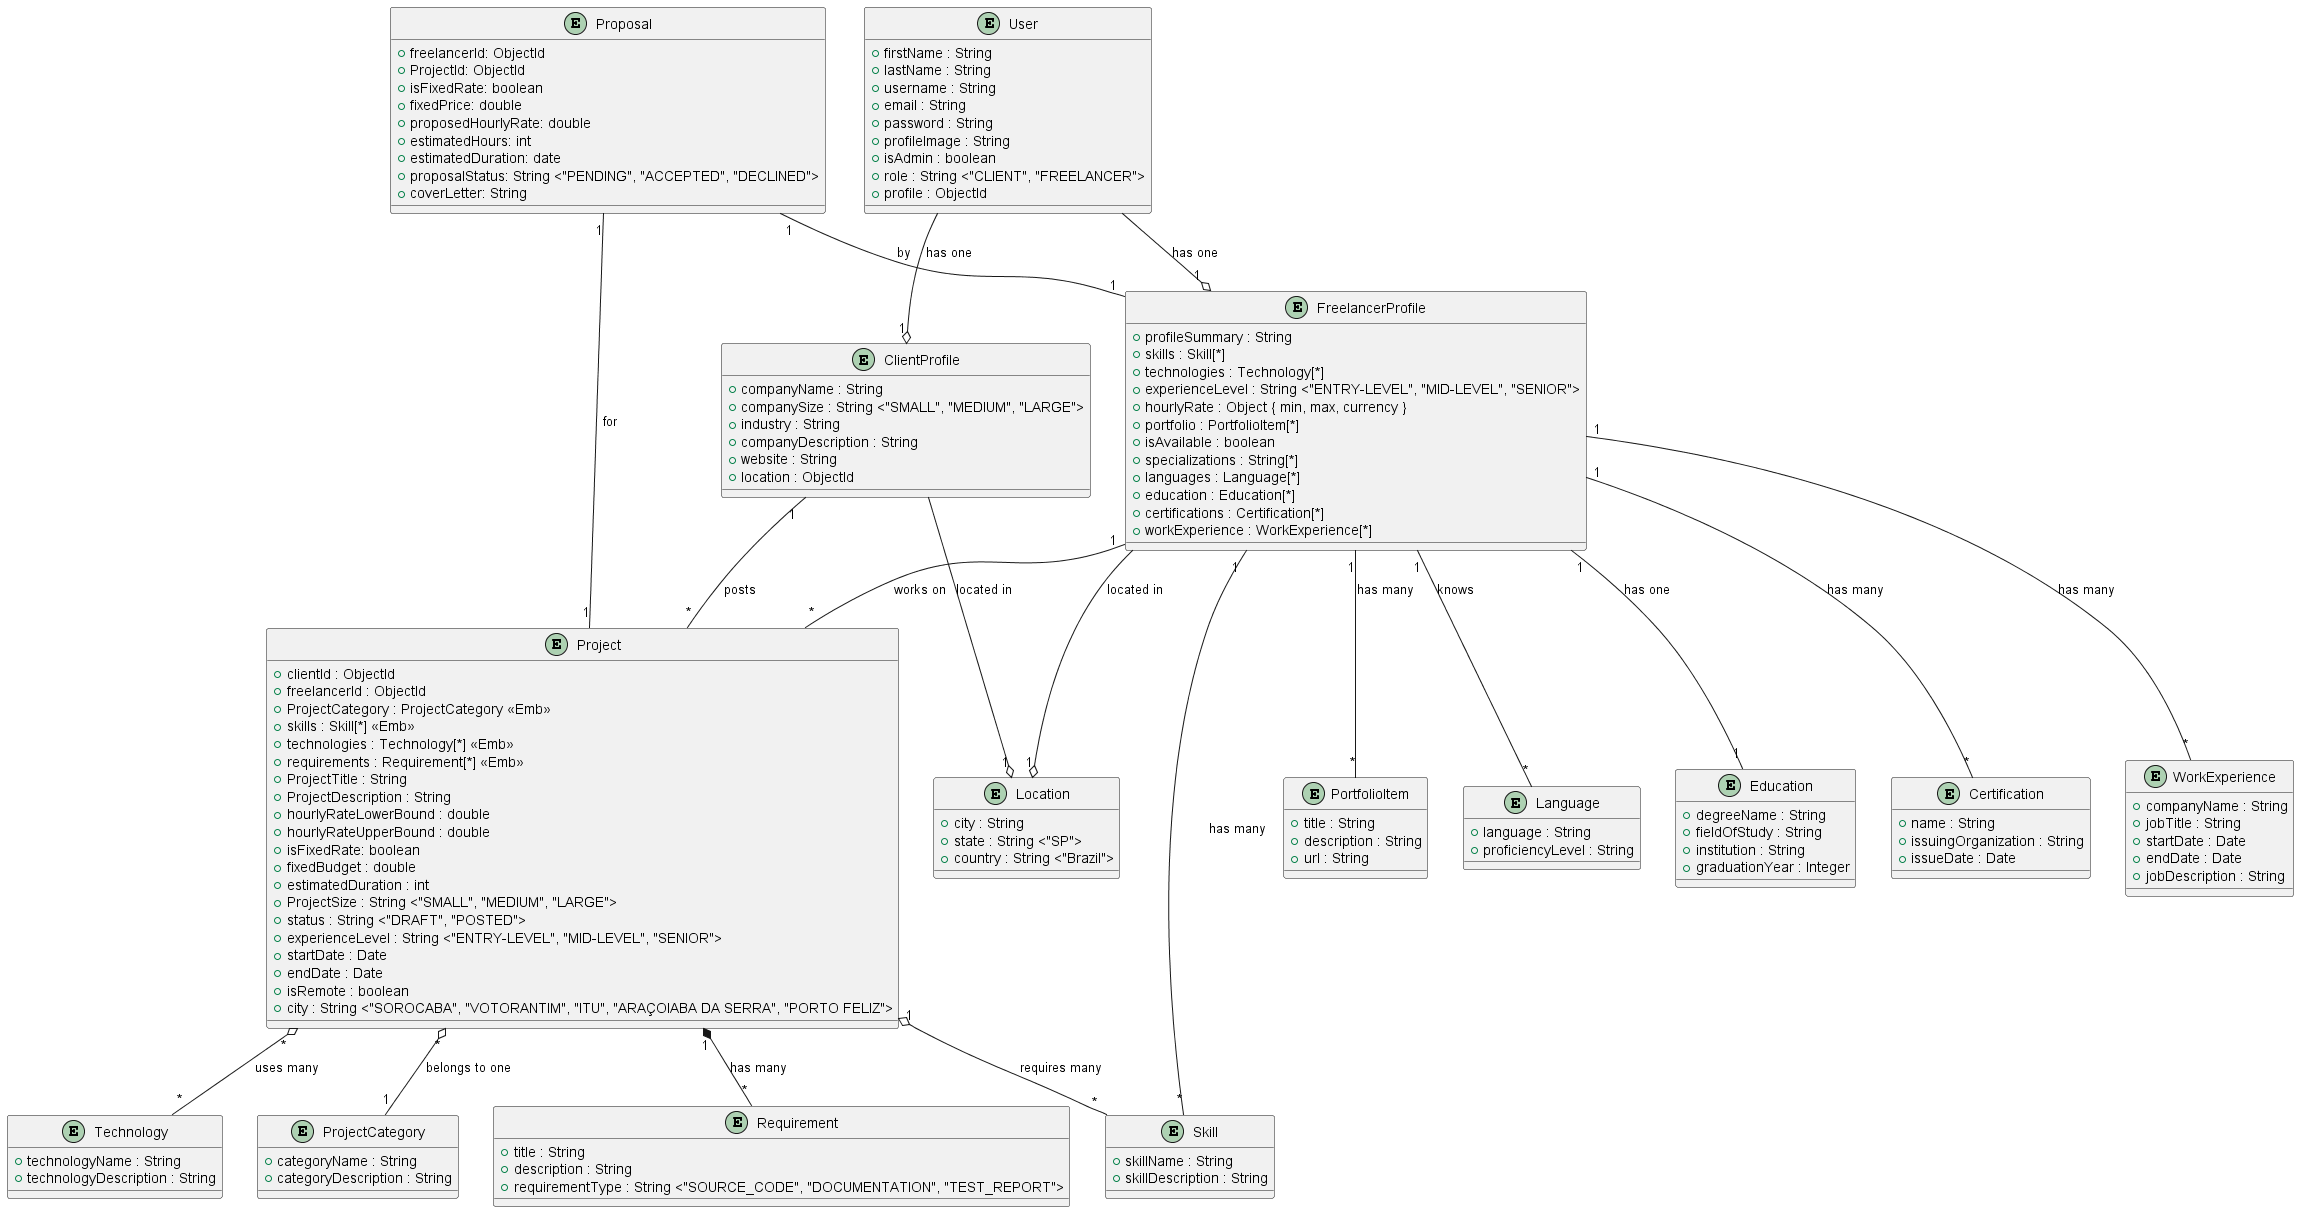 E Proposal
freelancerId: ObjectId
ProjectId: ObjectId
isFixedRate: boolean
fixedPrice: double
proposedHourlyRate: double
estimatedHours: int
estimatedDuration: date
proposalStatus: String <"PENDING", "ACCEPTED", "DECLINED">
coverLetter: String
E User
firstName : String
lastName : String
username : String
email : String
password : String
profileImage : String
isAdmin : boolean
role : String <"CLIENT", "FREELANCER">
profile : ObjectId
1
1
by
has one
has one
1
1
1
for
1
E ClientProfile
companyName : String
companySize : String <"SMALL", "MEDIUM", "LARGE">
industry : String
companyDescription : String
website : String
location : ObjectId
E FreelancerProfile
profileSummary : String
skills : Skill[*]
technologies : Technology[*]
experienceLevel : String <"ENTRY-LEVEL", "MID-LEVEL", "SENIOR">
hourlyRate : Object { min, max, currency }
portfolio : PortfolioItem[*]
isAvailable : boolean
specializations : String[*]
languages : Language[*]
education : Education[*]
certifications : Certification[*]
workExperience : WorkExperience[*]
1
1
1
1
1
1
1
1
posts
works on
located in
located in
has many
knows
has one
has many
has many
*
*
E Project
clientId : ObjectId
freelancerId : ObjectId
ProjectCategory : ProjectCategory «Emb»
skills : Skill[*] «Emb»
technologies : Technology[*] «Emb»
requirements : Requirement[*] «Emb»
ProjectTitle : String
ProjectDescription : String
hourlyRateLowerBound : double
hourlyRateUpperBound : double
isFixedRate: boolean
fixedBudget : double
estimatedDuration : int
ProjectSize : String <"SMALL", "MEDIUM", "LARGE">
status : String <"DRAFT", "POSTED">
experienceLevel : String <"ENTRY-LEVEL", "MID-LEVEL", "SENIOR">
startDate : Date
endDate : Date
isRemote : boolean
city : String <"SOROCABA", "VOTORANTIM", "ITU", "ARAÇOIABA DA SERRA", "PORTO FELIZ">
1
1
E Location
city : String
state : String <"SP">
country : String <"Brazil">
has many
*
E PortfolioItem
title : String
description : String
url : String
*
E Language
language : String
proficiencyLevel : String
1
E Education
degreeName : String
fieldOfStudy : String
institution : String
graduationYear : Integer
*
E Certification
name : String
issuingOrganization : String
issueDate : Date
*
E WorkExperience
companyName : String
jobTitle : String
startDate : Date
endDate : Date
jobDescription : String
*
*
1
1
uses many
belongs to one
has many
requires many
*
1
*
*
*
E Technology
technologyName : String
technologyDescription : String
E ProjectCategory
categoryName : String
categoryDescription : String
E Requirement
title : String
description : String
requirementType : String <"SOURCE_CODE", "DOCUMENTATION", "TEST_REPORT">
E Skill
skillName : String
skillDescription : String